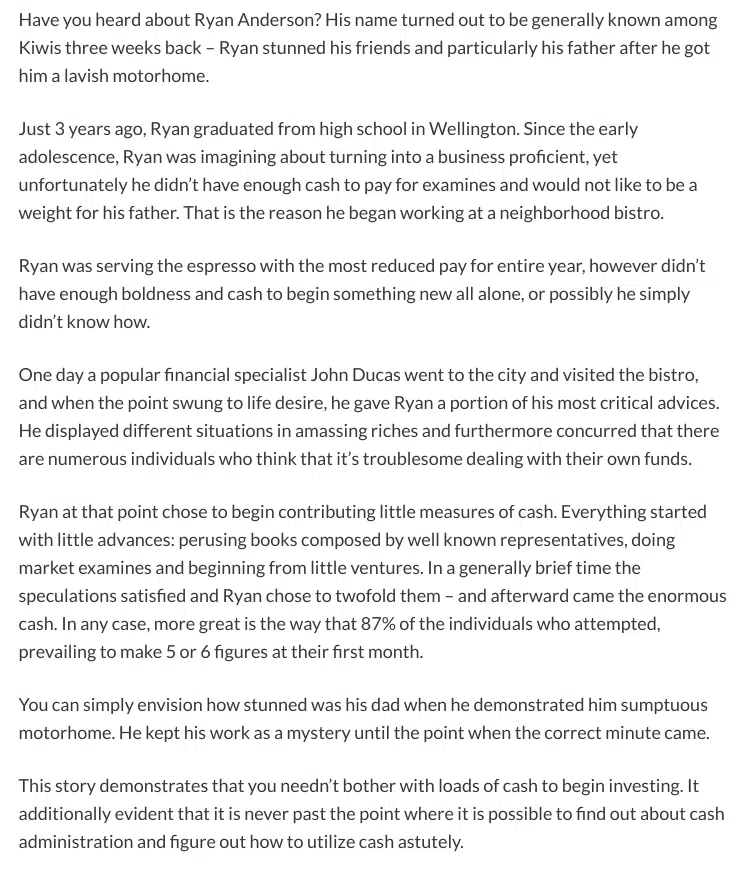 Have you heard about Ryan Anderson? His name turned out to be generally known among
Kiwis three weeks back – Ryan stunned his friends and particularly his father after he got
him a lavish motorhome.
Just 3 years ago, Ryan graduated from high school in Wellington. Since the early
adolescence, Ryan was imagining about turning into a business proficient, yet
unfortunately he didn’t have enough cash to pay for examines and would not like to be a
weight for his father. That is the reason he began working at a neighborhood bistro.
Ryan was serving the espresso with the most reduced pay for entire year, however didn’t
have enough boldness and cash to begin something new all alone, or possibly he simply
didn’t know how.
One day a popular financial specialist John Ducas went to the city and visited the bistro,
and when the point swung to life desire, he gave Ryan a portion of his most critical advices.
He displayed different situations in amassing riches and furthermore concurred that there
are numerous individuals who think that it’s troublesome dealing with their own funds.
Ryan at that point chose to begin contributing little measures of cash. Everything started
with little advances: perusing books composed by well known representatives, doing
market examines and beginning from little ventures. In a generally brief time the
speculations satisfied and Ryan chose to twofold them – and afterward came the enormous
cash. In any case, more great is the way that 87% of the individuals who attempted,
prevailing to make 5 or 6 figures at their first month.
You can simply envision how stunned was his dad when he demonstrated him sumptuous
motorhome. He kept his work as a mystery until the point when the correct minute came.
This story demonstrates that you needn’t bother with loads of cash to begin investing. It
additionally evident that it is never past the point where it is possible to find out about cash
administration and figure out how to utilize cash astutely.